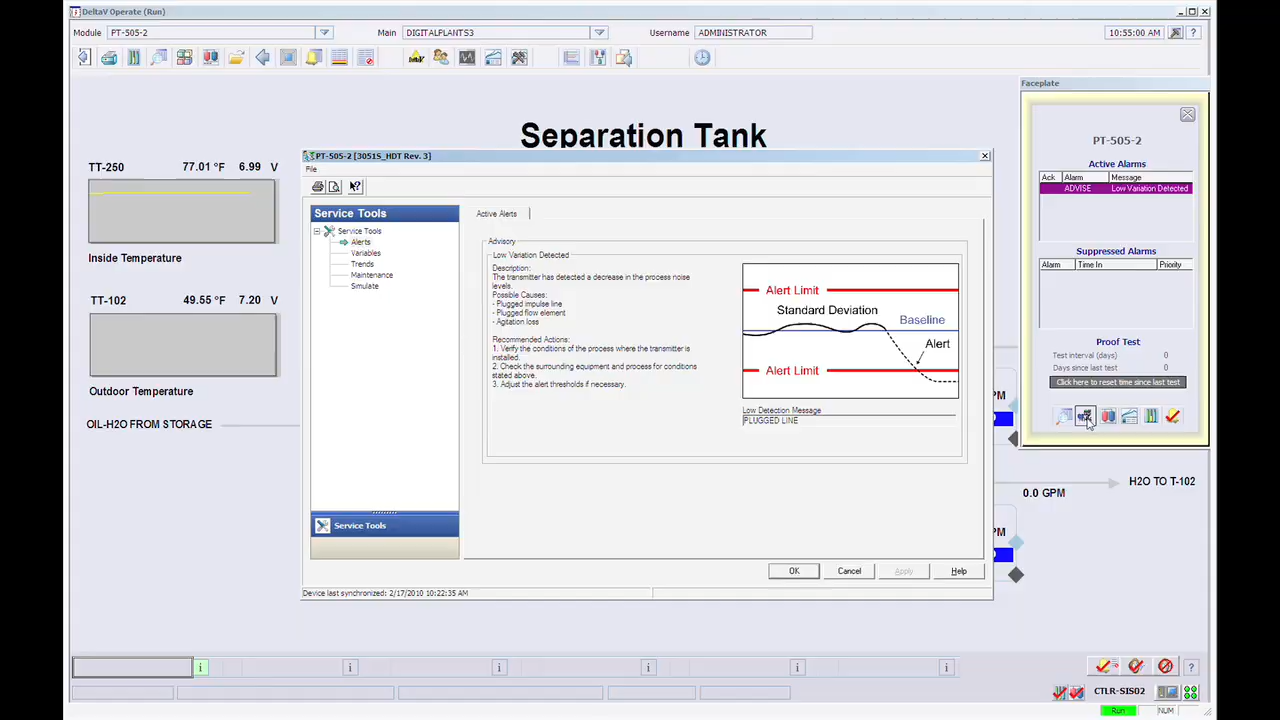 DeltaV Operate (Run)
Module PT-505-2 Main DIGITALPLANTS3 Username ADMINISTRATOR 10:55:00 AM ?
Separation Tank
TT-250 77.01 °F 6.99 V
Inside Temperature
TT-102 49.55 °F 7.20 V
Outdoor Temperature
OIL-H2O FROM STORAGE
PT-505-2 [3051S_HDT Rev. 3]
File
Service Tools
Service Tools
Alerts
Variables
Trends
Maintenance
Simulate
Service Tools
Active Alerts
Advisory
Low Variation Detected
Description:
The transmitter has detected a decrease in the process noise
levels.
Possible Causes:
- Plugged impulse line
- Plugged flow element
- Agitation loss
Recommended Actions:
1. Verify the conditions of the process where the transmitter is
installed.
2. Check the surrounding equipment and process for conditions
stated above.
3. Adjust the alert thresholds if necessary.
Alert Limit
Standard Deviation
Baseline
Alert
Alert Limit
Low Detection Message
PLUGGED LINE
OK Cancel Apply Help
Device last synchronized: 2/17/2010 10:22:35 AM
Faceplate
PT-505-2
Active Alarms
Ack Alarm Message
ADVISE Low Variation Detected
Suppressed Alarms
Alarm Time In Priority
Proof Test
Test interval (days) 0
Days since last test 0
Click here to reset time since last test
PM
H2O TO T-102
0.0 GPM
PM
i i i i i i ?
CTLR-SIS02
Run NUM